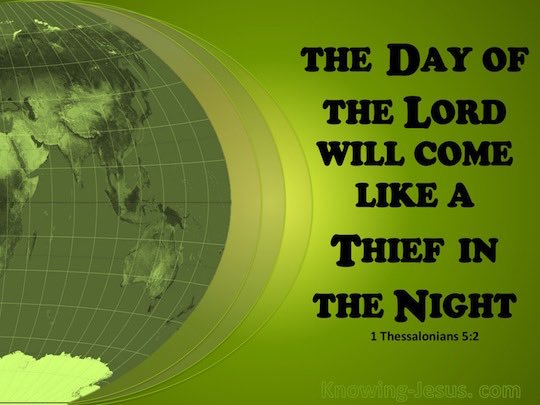 THE DAY OF
THE LORD
WILL COME
LIKE A
THIEF IN
THE NIGHT
1 Thessalonians 5:2
Knowing-Jesus. com